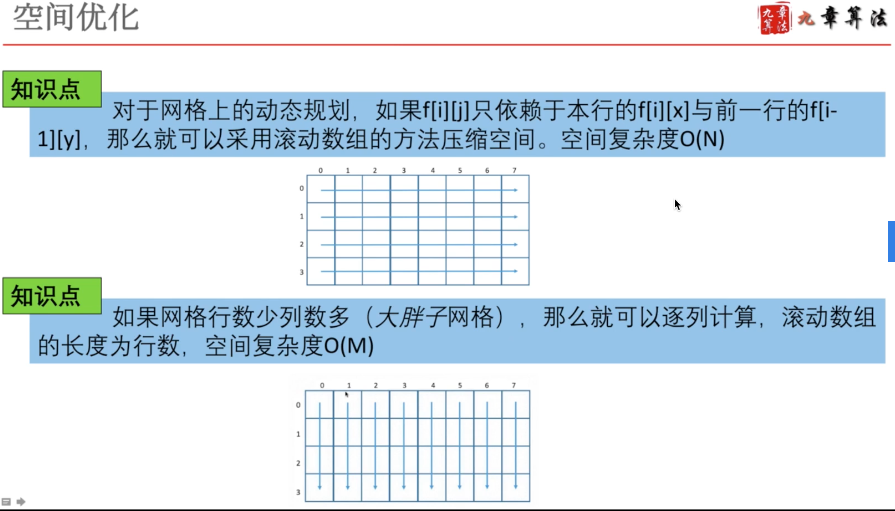 空间优化
九章算法
九章算法
知识点
对于网格上的动态规划，如果f[i][j]只依赖于本行的f[i][x]与前一行的f[i-
1][y]，那么就可以采用滚动数组的方法压缩空间。空间复杂度O(N)
0 1 2 3 4 5 6 7
0
1
2
3
知识点
如果网格行数少列数多（大胖子网格），那么就可以逐列计算，滚动数组
的长度为行数，空间复杂度O(M)
0 1 2 3 4 5 6 7
0
1
2
3